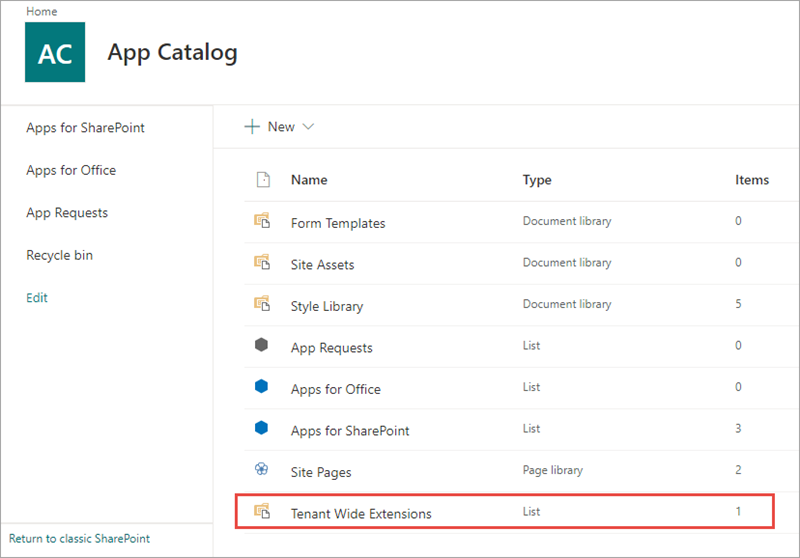 Home
AC
App Catalog
Apps for SharePoint
Apps for Office
App Requests
Recycle bin
Edit
Return to classic SharePoint
New
Name Type Items
Form Templates Document library 0
Site Assets Document library 0
Style Library Document library 5
App Requests List 0
Apps for Office List 0
Apps for SharePoint List 3
Site Pages Page library 2
Tenant Wide Extensions List 1